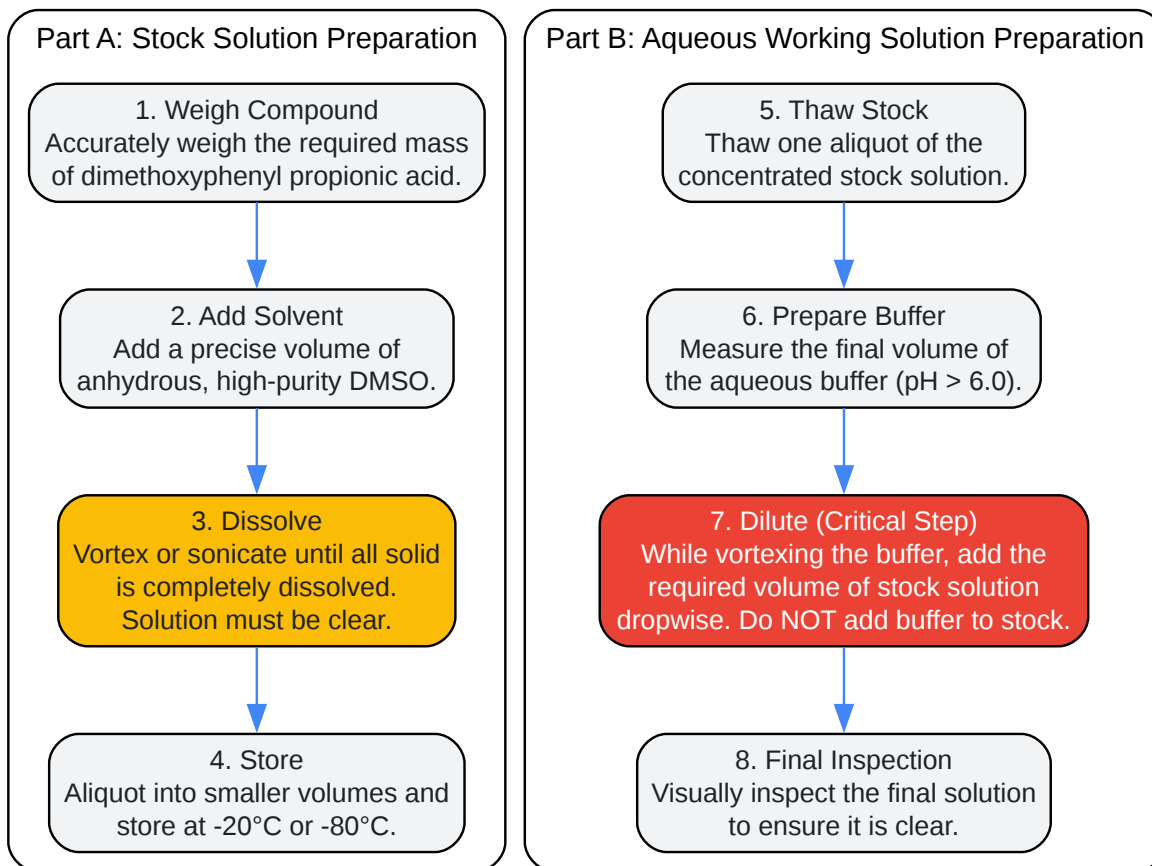 Part A: Stock Solution Preparation
1. Weigh Compound
Accurately weigh the required mass
of dimethoxyphenyl propionic acid.
2. Add Solvent
Add a precise volume of
anhydrous, high-purity DMSO.
3. Dissolve
Vortex or sonicate until all solid
is completely dissolved.
Solution must be clear.
4. Store
Aliquot into smaller volumes and
store at -20°C or -80°C.
Part B: Aqueous Working Solution Preparation
5. Thaw Stock
Thaw one aliquot of the
concentrated stock solution.
6. Prepare Buffer
Measure the final volume of
the aqueous buffer (pH > 6.0).
7. Dilute (Critical Step)
While vortexing the buffer, add the
required volume of stock solution
dropwise. Do NOT add buffer to stock.
8. Final Inspection
Visually inspect the final solution
to ensure it is clear.